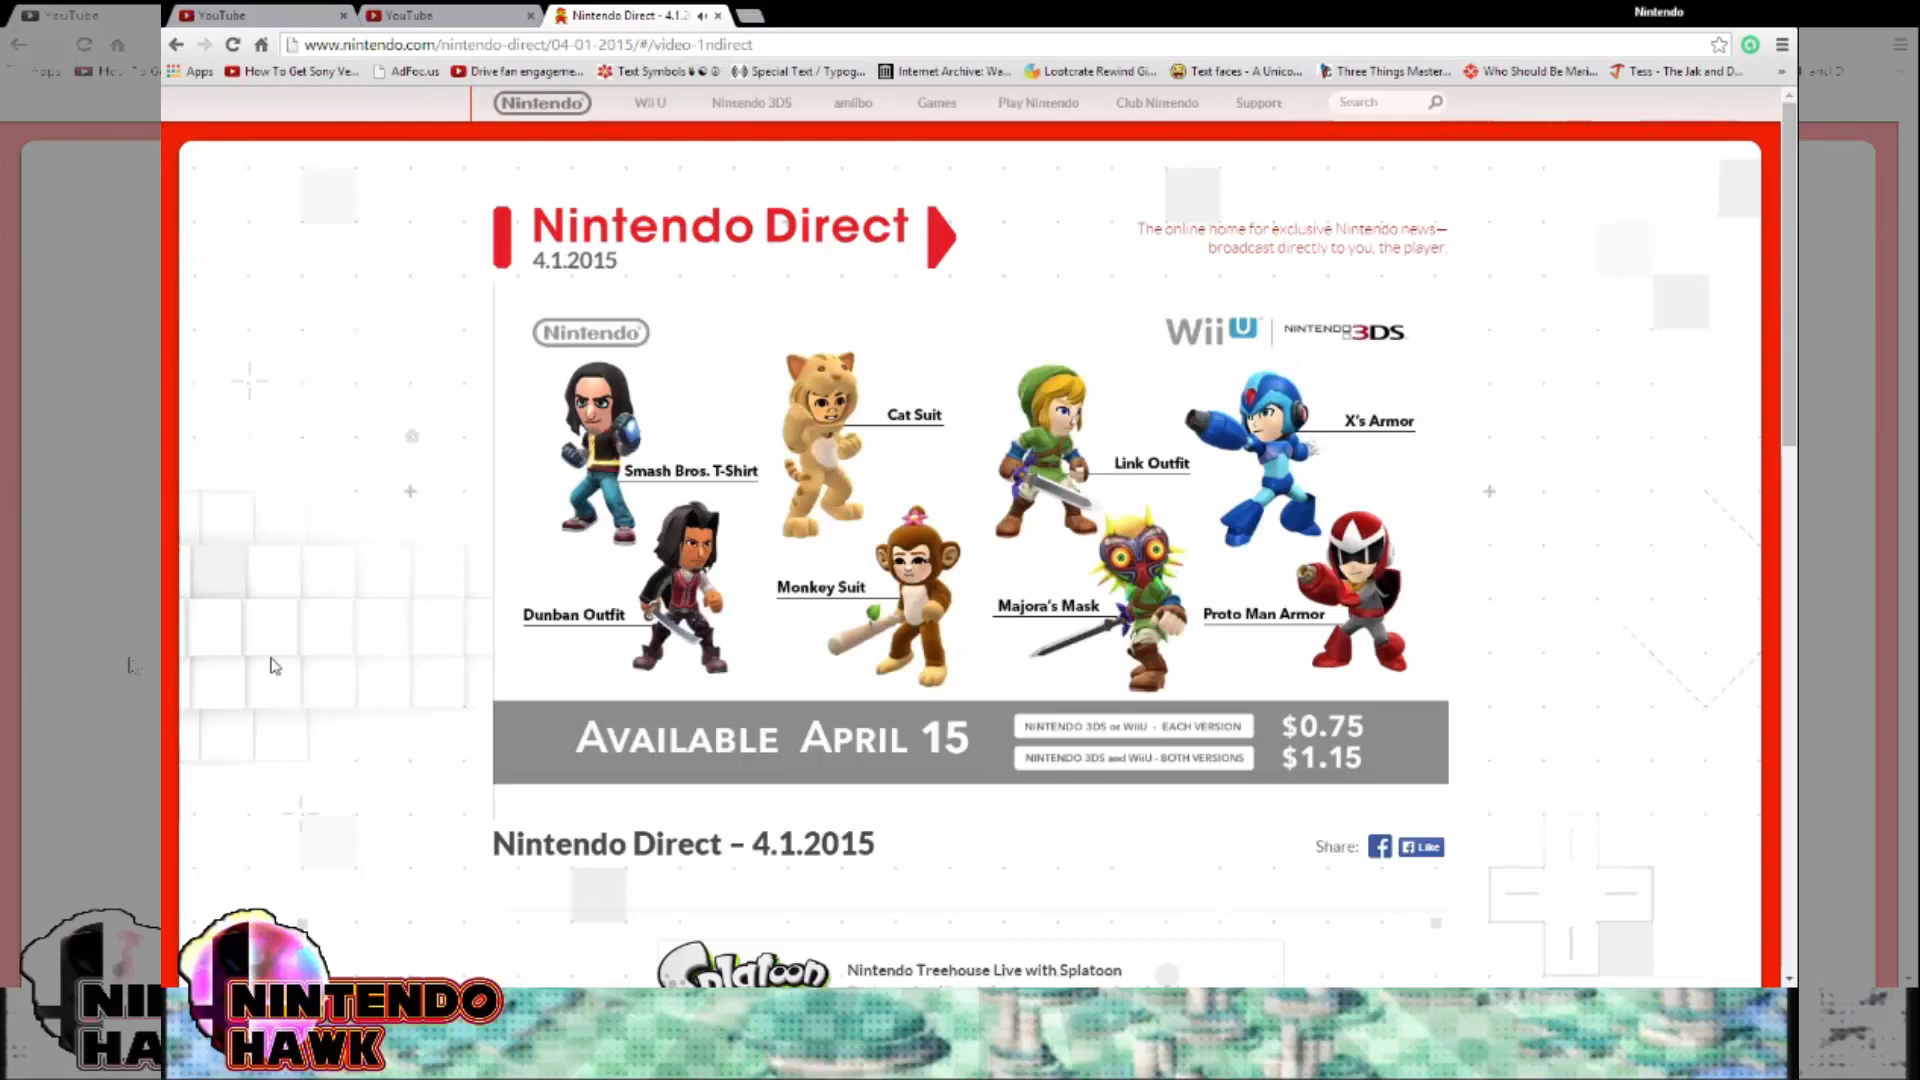 YouTube
YouTube
YouTube
Nintendo Direct - 4.1.2
Nintendo
www.nintendo.com/nintendo-direct/04-01-2015/#/video-1ndirect
Apps
Apps
How To Get Sony Ve...
AdFoc.us
Drive fan engageme...
Text Symbols
Special Text / Typog...
Internet Archive: Wa...
Lootcrate Rewind Gi...
Text faces - A Unico...
Three Things Master...
Who Should Be Mari...
Tess - The Jak and D...
»
Nintendo
Wii U
Nintendo 3DS
amiibo
Games
Play Nintendo
Club Nintendo
Support
Search
Nintendo Direct
4.1.2015
The online home for exclusive Nintendo news—
broadcast directly to you, the player.
Nintendo
Wii U
NINTENDO 3DS
Smash Bros. T-Shirt
Cat Suit
Link Outfit
X's Armor
Dunban Outfit
Monkey Suit
Majora's Mask
Proto Man Armor
AVAILABLE APRIL 15
NINTENDO 3DS or WiiU - EACH VERSION $0.75
NINTENDO 3DS and WiiU - BOTH VERSIONS $1.15
Nintendo Direct – 4.1.2015
Share:
Like
Splatoon
Nintendo Treehouse Live with Splatoon
NINTENDO
HAWK